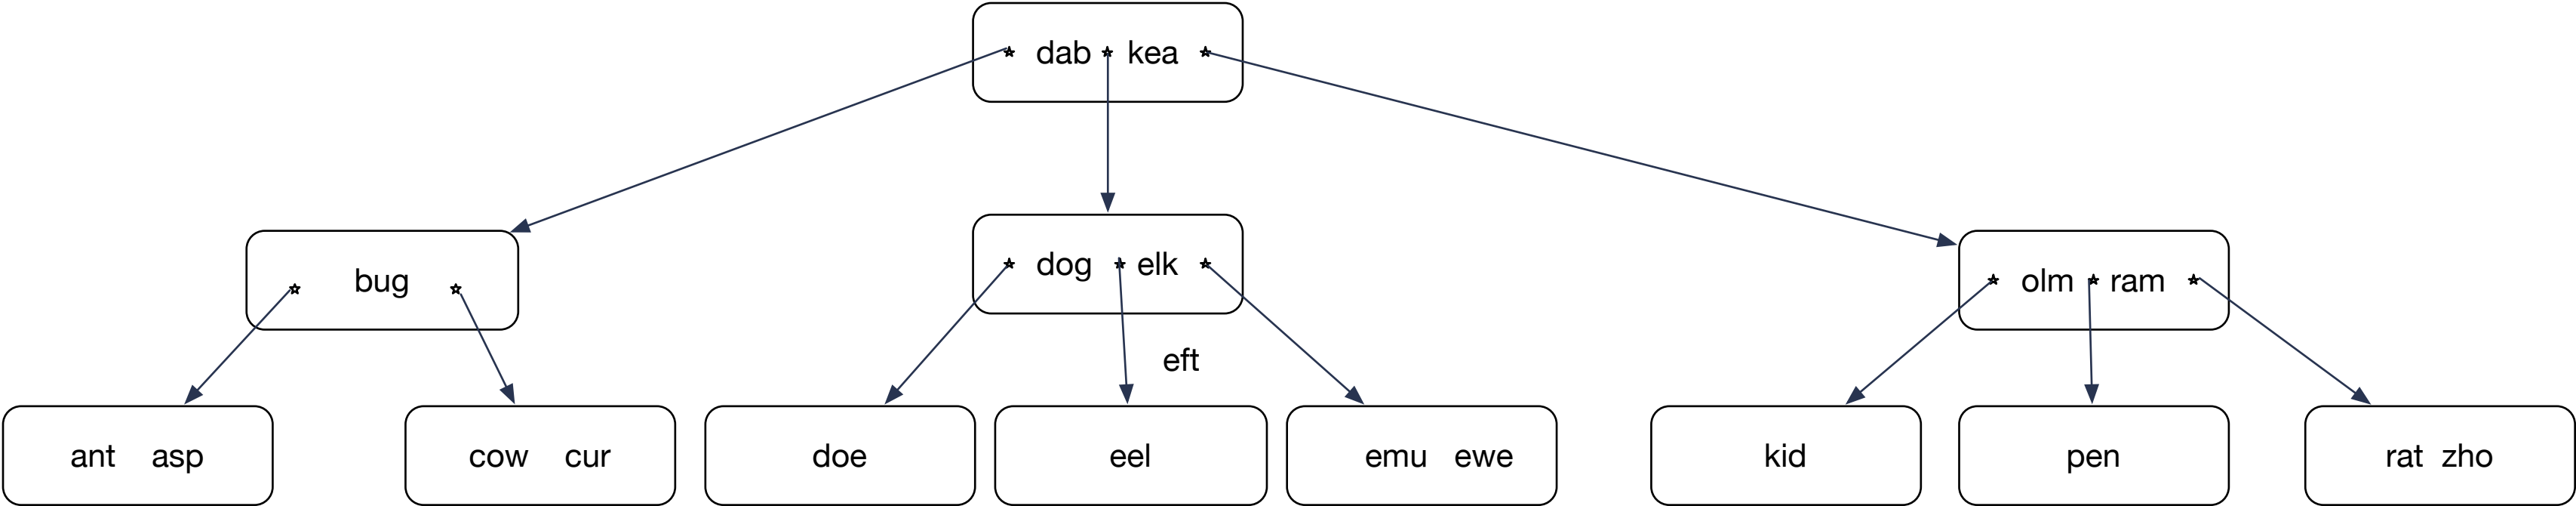 dab kea
bug
dog elk
olm ram
eft
ant asp
cow cur
doe
eel
emu ewe
kid
pen
rat zho